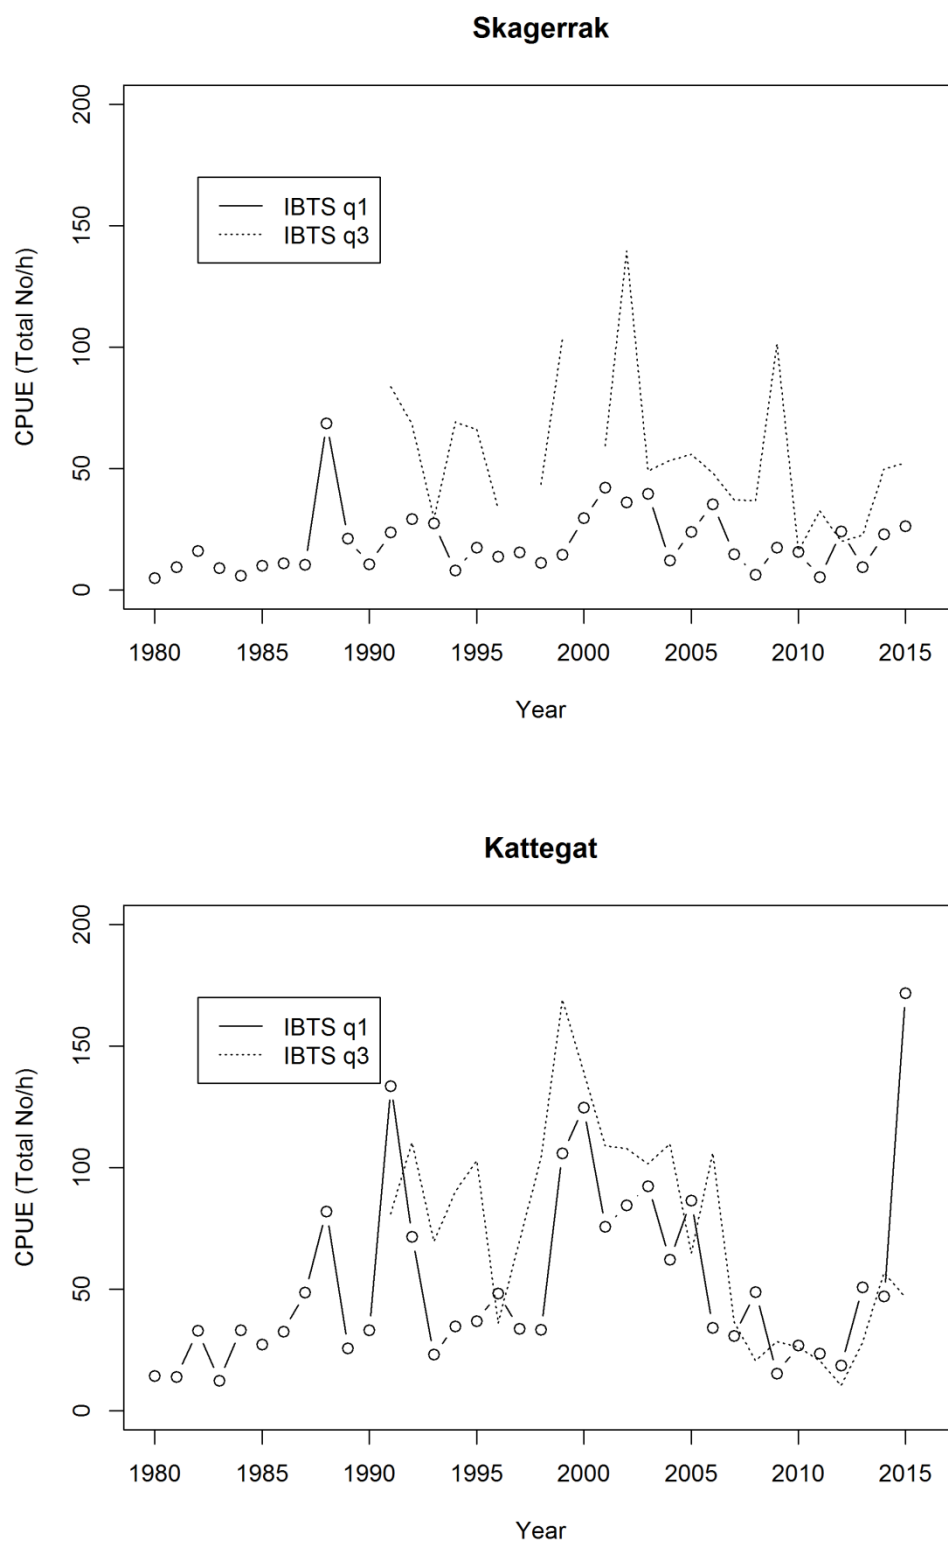 Skagerrak
200
150
100
50
0
CPUE (Total No/h)
IBTS q1
IBTS q3
1980 1985 1990 1995 2000 2005 2010 2015
Year
Kattegat
200
150
100
50
0
CPUE (Total No/h)
IBTS q1
IBTS q3
1980 1985 1990 1995 2000 2005 2010 2015
Year